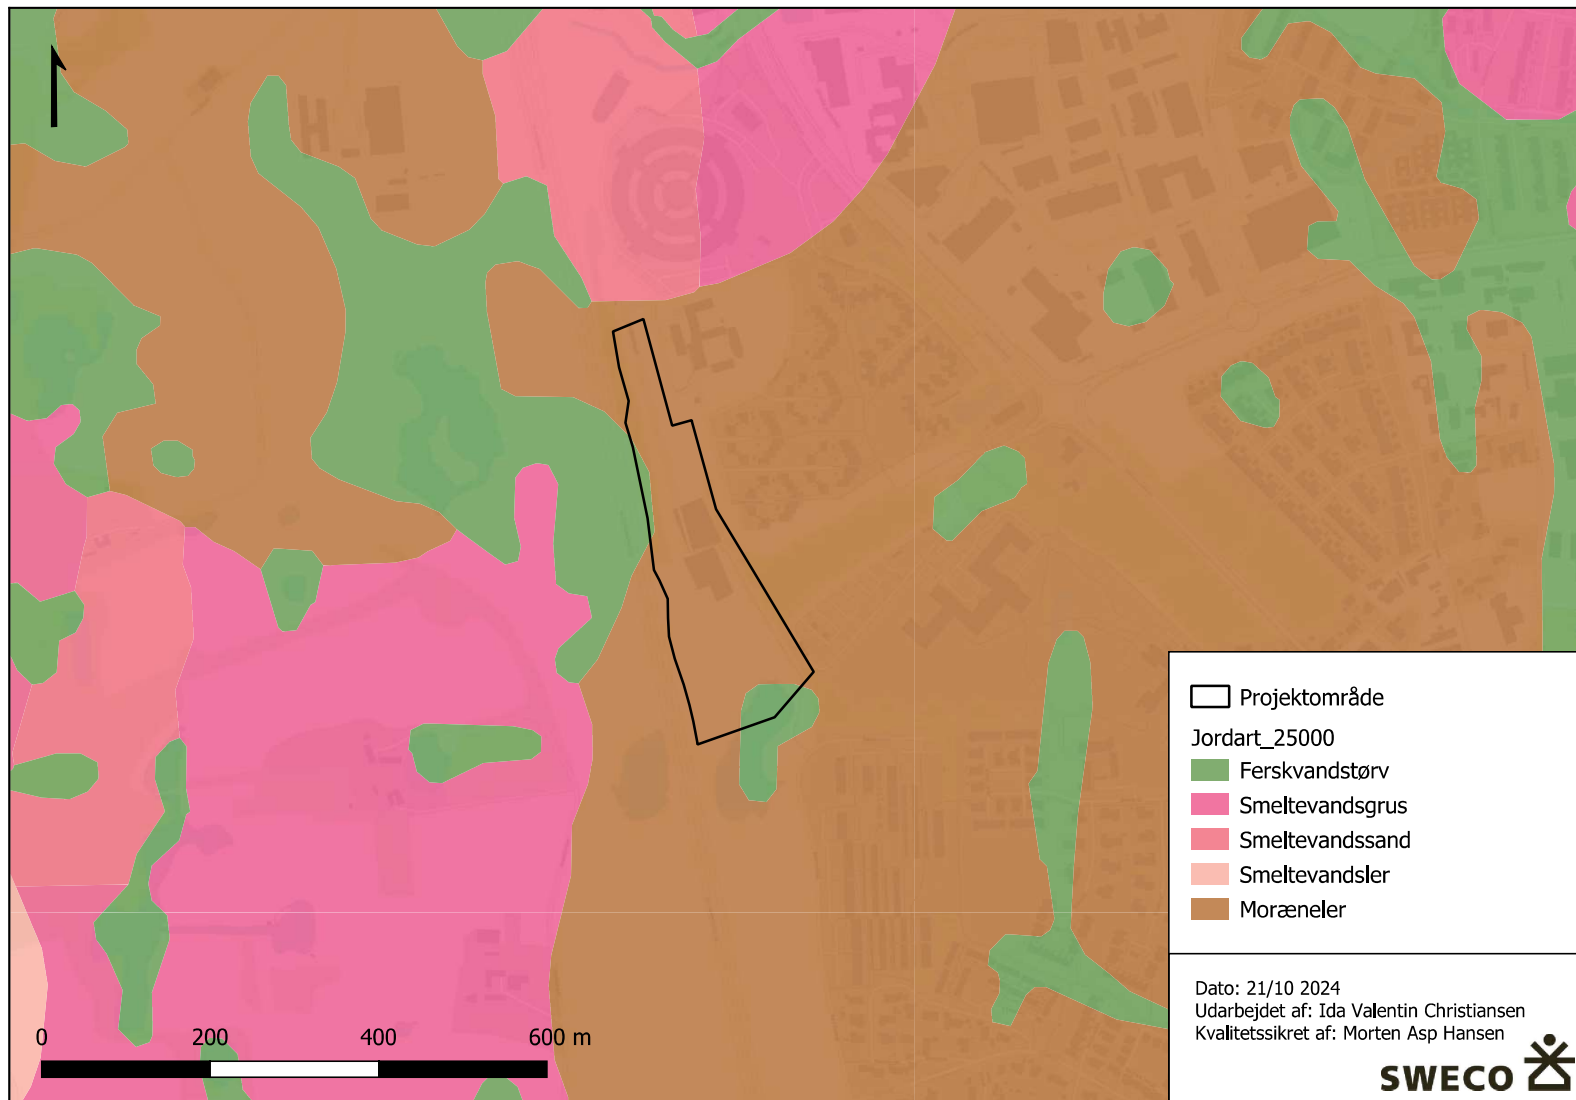 Projektområde
Jordart_25000
Ferskvandstørv
Smeltevandsgrus
Smeltevandssand
Smeltevandsler
Moræneler
Dato: 21/10 2024
Udarbejdet af: Ida Valentin Christiansen
Kvalitetssikret af: Morten Asp Hansen
SWECO
0 200 400 600 m